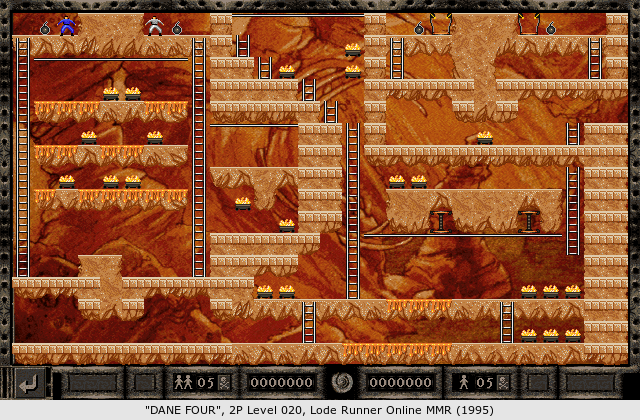 05 0000000 0000000 05
"DANE FOUR", 2P Level 020, Lode Runner Online MMR (1995)